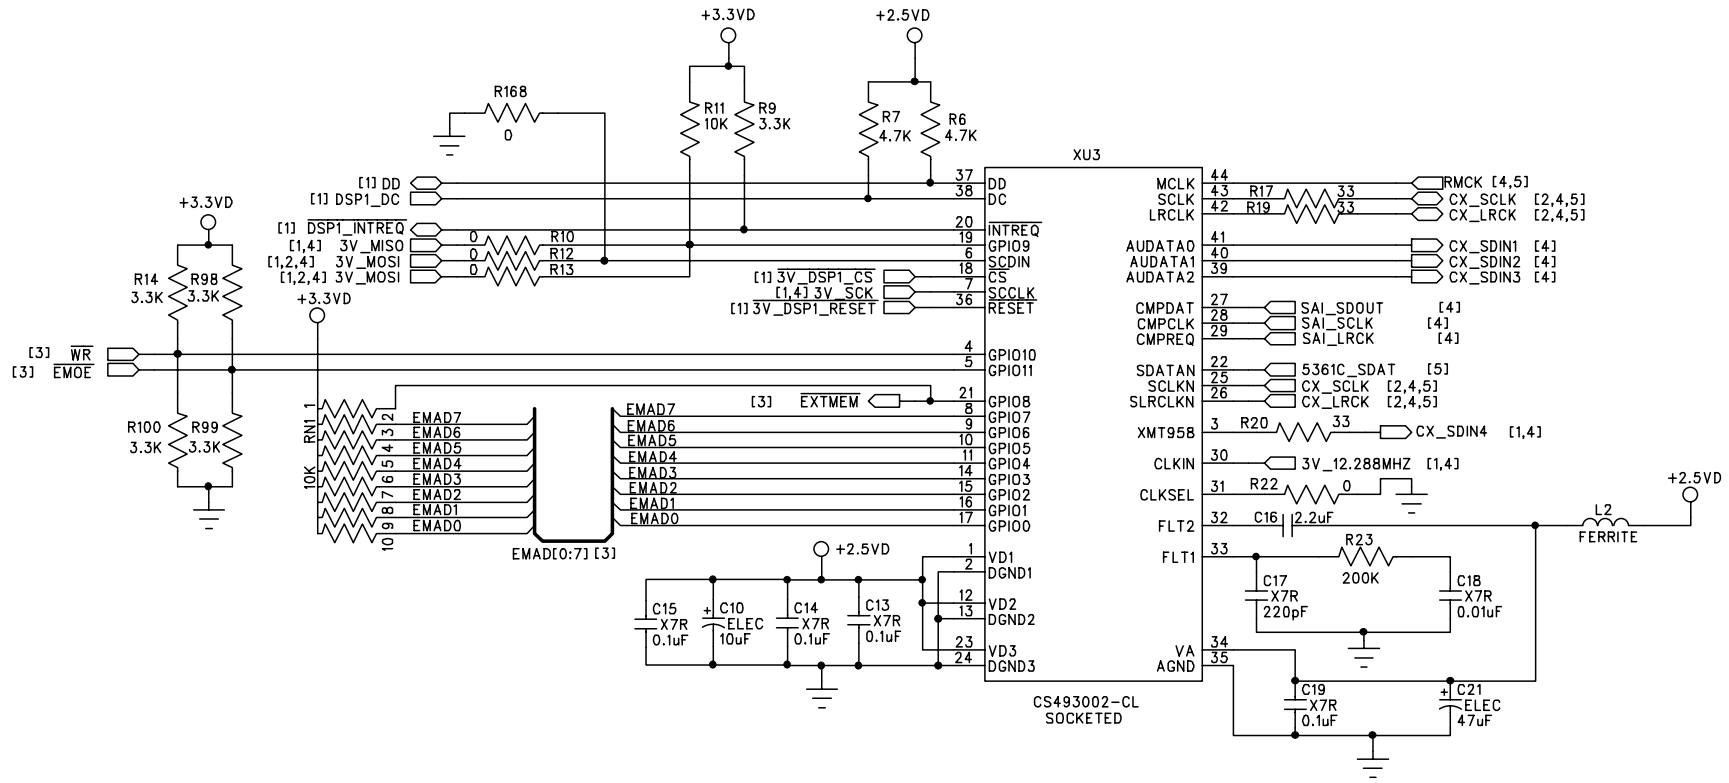 +3.3VD
+2.5VD
R168
0
R11
10K
R9
3.3K
R7
4.7K
R6
4.7K
XU3
[1] DD
37
DD
[1] DSP1_DC
38
DC
[1] DSP1_INTREQ
20
INTREQ
[1,4] 3V_MISO
0
R10
19
GPIO9
[1,2,4] 3V_MOSI
0
R12
6
SCDIN
[1,2,4] 3V_MOSI
0
R13
[1] 3V_DSP1_CS
18
CS
[1,4] 3V_SCK
7
SCCLK
[1] 3V_DSP1_RESET
36
RESET
+3.3VD
R14
3.3K
R98
3.3K
+3.3VD
[3] WR
4
GPIO10
[3] EMOE
5
GPIO11
R100
3.3K
R99
3.3K
RN1
10K
1
2
3
4
5
6
7
8
9
10
EMAD7
EMAD6
EMAD5
EMAD4
EMAD3
EMAD2
EMAD1
EMAD0
EMAD[0:7] [3]
[3] EXTMEM
21
GPIO8
EMAD7
8
GPIO7
EMAD6
9
GPIO6
EMAD5
10
GPIO5
EMAD4
11
GPIO4
EMAD3
14
GPIO3
EMAD2
15
GPIO2
EMAD1
16
GPIO1
EMAD0
17
GPIO0
+2.5VD
1
VD1
2
DGND1
12
VD2
13
DGND2
23
VD3
24
DGND3
C15
X7R
0.1uF
+
C10
ELEC
10uF
C14
X7R
0.1uF
C13
X7R
0.1uF
MCLK
44
RMCK [4,5]
SCLK
43
R17
33
CX_SCLK [2,4,5]
LRCLK
42
R19
33
CX_LRCK [2,4,5]
AUDATA0
41
CX_SDIN1 [4]
AUDATA1
40
CX_SDIN2 [4]
AUDATA2
39
CX_SDIN3 [4]
CMPDAT
27
SAI_SDOUT [4]
CMPCLK
28
SAI_SCLK [4]
CMPREQ
29
SAI_LRCK [4]
SDATAN
22
5361C_SDAT [5]
SCLKN
25
CX_SCLK [2,4,5]
SLRCLKN
26
CX_LRCK [2,4,5]
XMT958
3
R20
33
CX_SDIN4 [1,4]
CLKIN
30
3V_12.288MHZ [1,4]
CLKSEL
31
R22
0
FLT2
32
C16
2.2uF
L2
FERRITE
+2.5VD
FLT1
33
R23
200K
C17
X7R
220pF
C18
X7R
0.01uF
VA
34
AGND
35
C19
X7R
0.1uF
+
C21
ELEC
47uF
CS493002-CL
SOCKETED